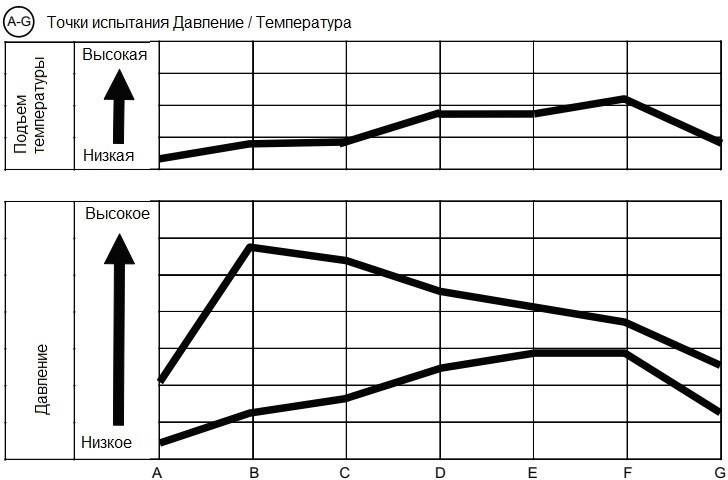 A-G Точки испытания Давление / Температура
Подъем
температуры
Высокая
Низкая
Давление
Высокое
Низкое
A B C D E F G